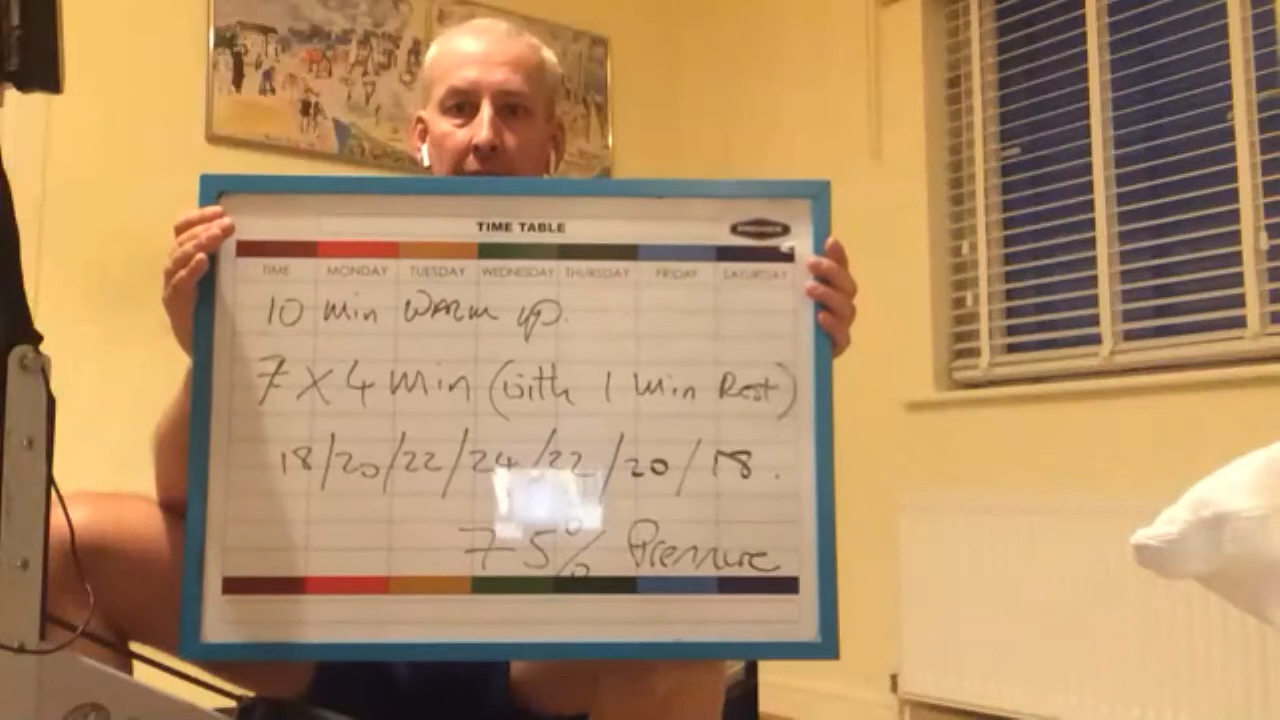 TIME TABLE
TIME MONDAY TUESDAY WEDNESDAY THURSDAY FRIDAY SATURDAY
10 min warm up.
7 x 4 min (with 1 min Rest)
18/20/22/24/22/20/18.
75% Pressure